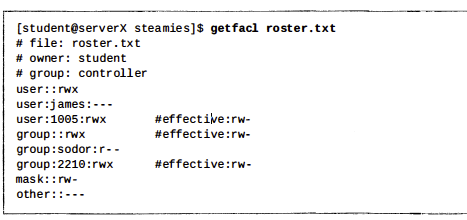 [student@serverX steamies]$ getfacl roster.txt
# file: roster.txt
# owner: student
# group: controller
user::rwx
user:james:---
user:1005:rwx #effective:rw-
group::rwx #effective:rw-
group:sodor:r--
group:2210:rwx #effective:rw-
mask::rw-
other::---